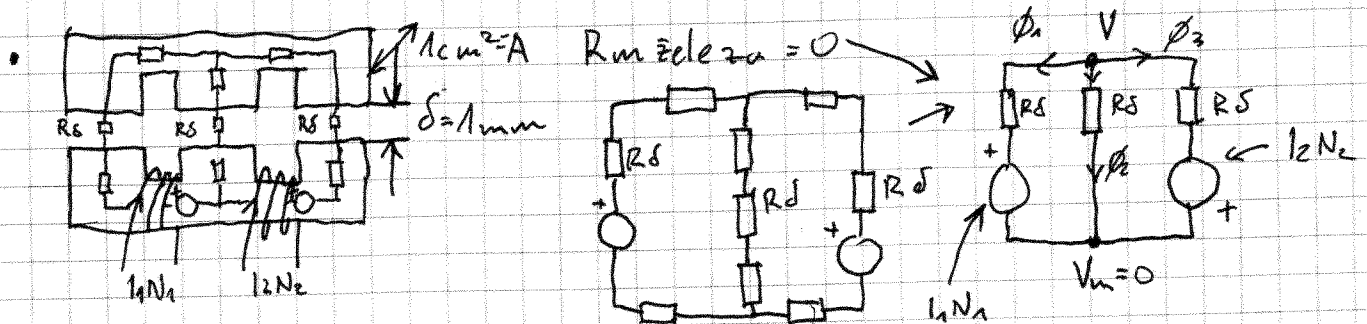 1cm²=A
δ=1mm
Rδ Rδ Rδ
I₁N₁ I₂N₂
Rm železa = 0
Rδ Rδ Rδ
+ +
ϕ₁ V ϕ₃
Rδ Rδ Rδ
+ ϕ₂ I₂N₂
+
I₁N₁ Vm=0